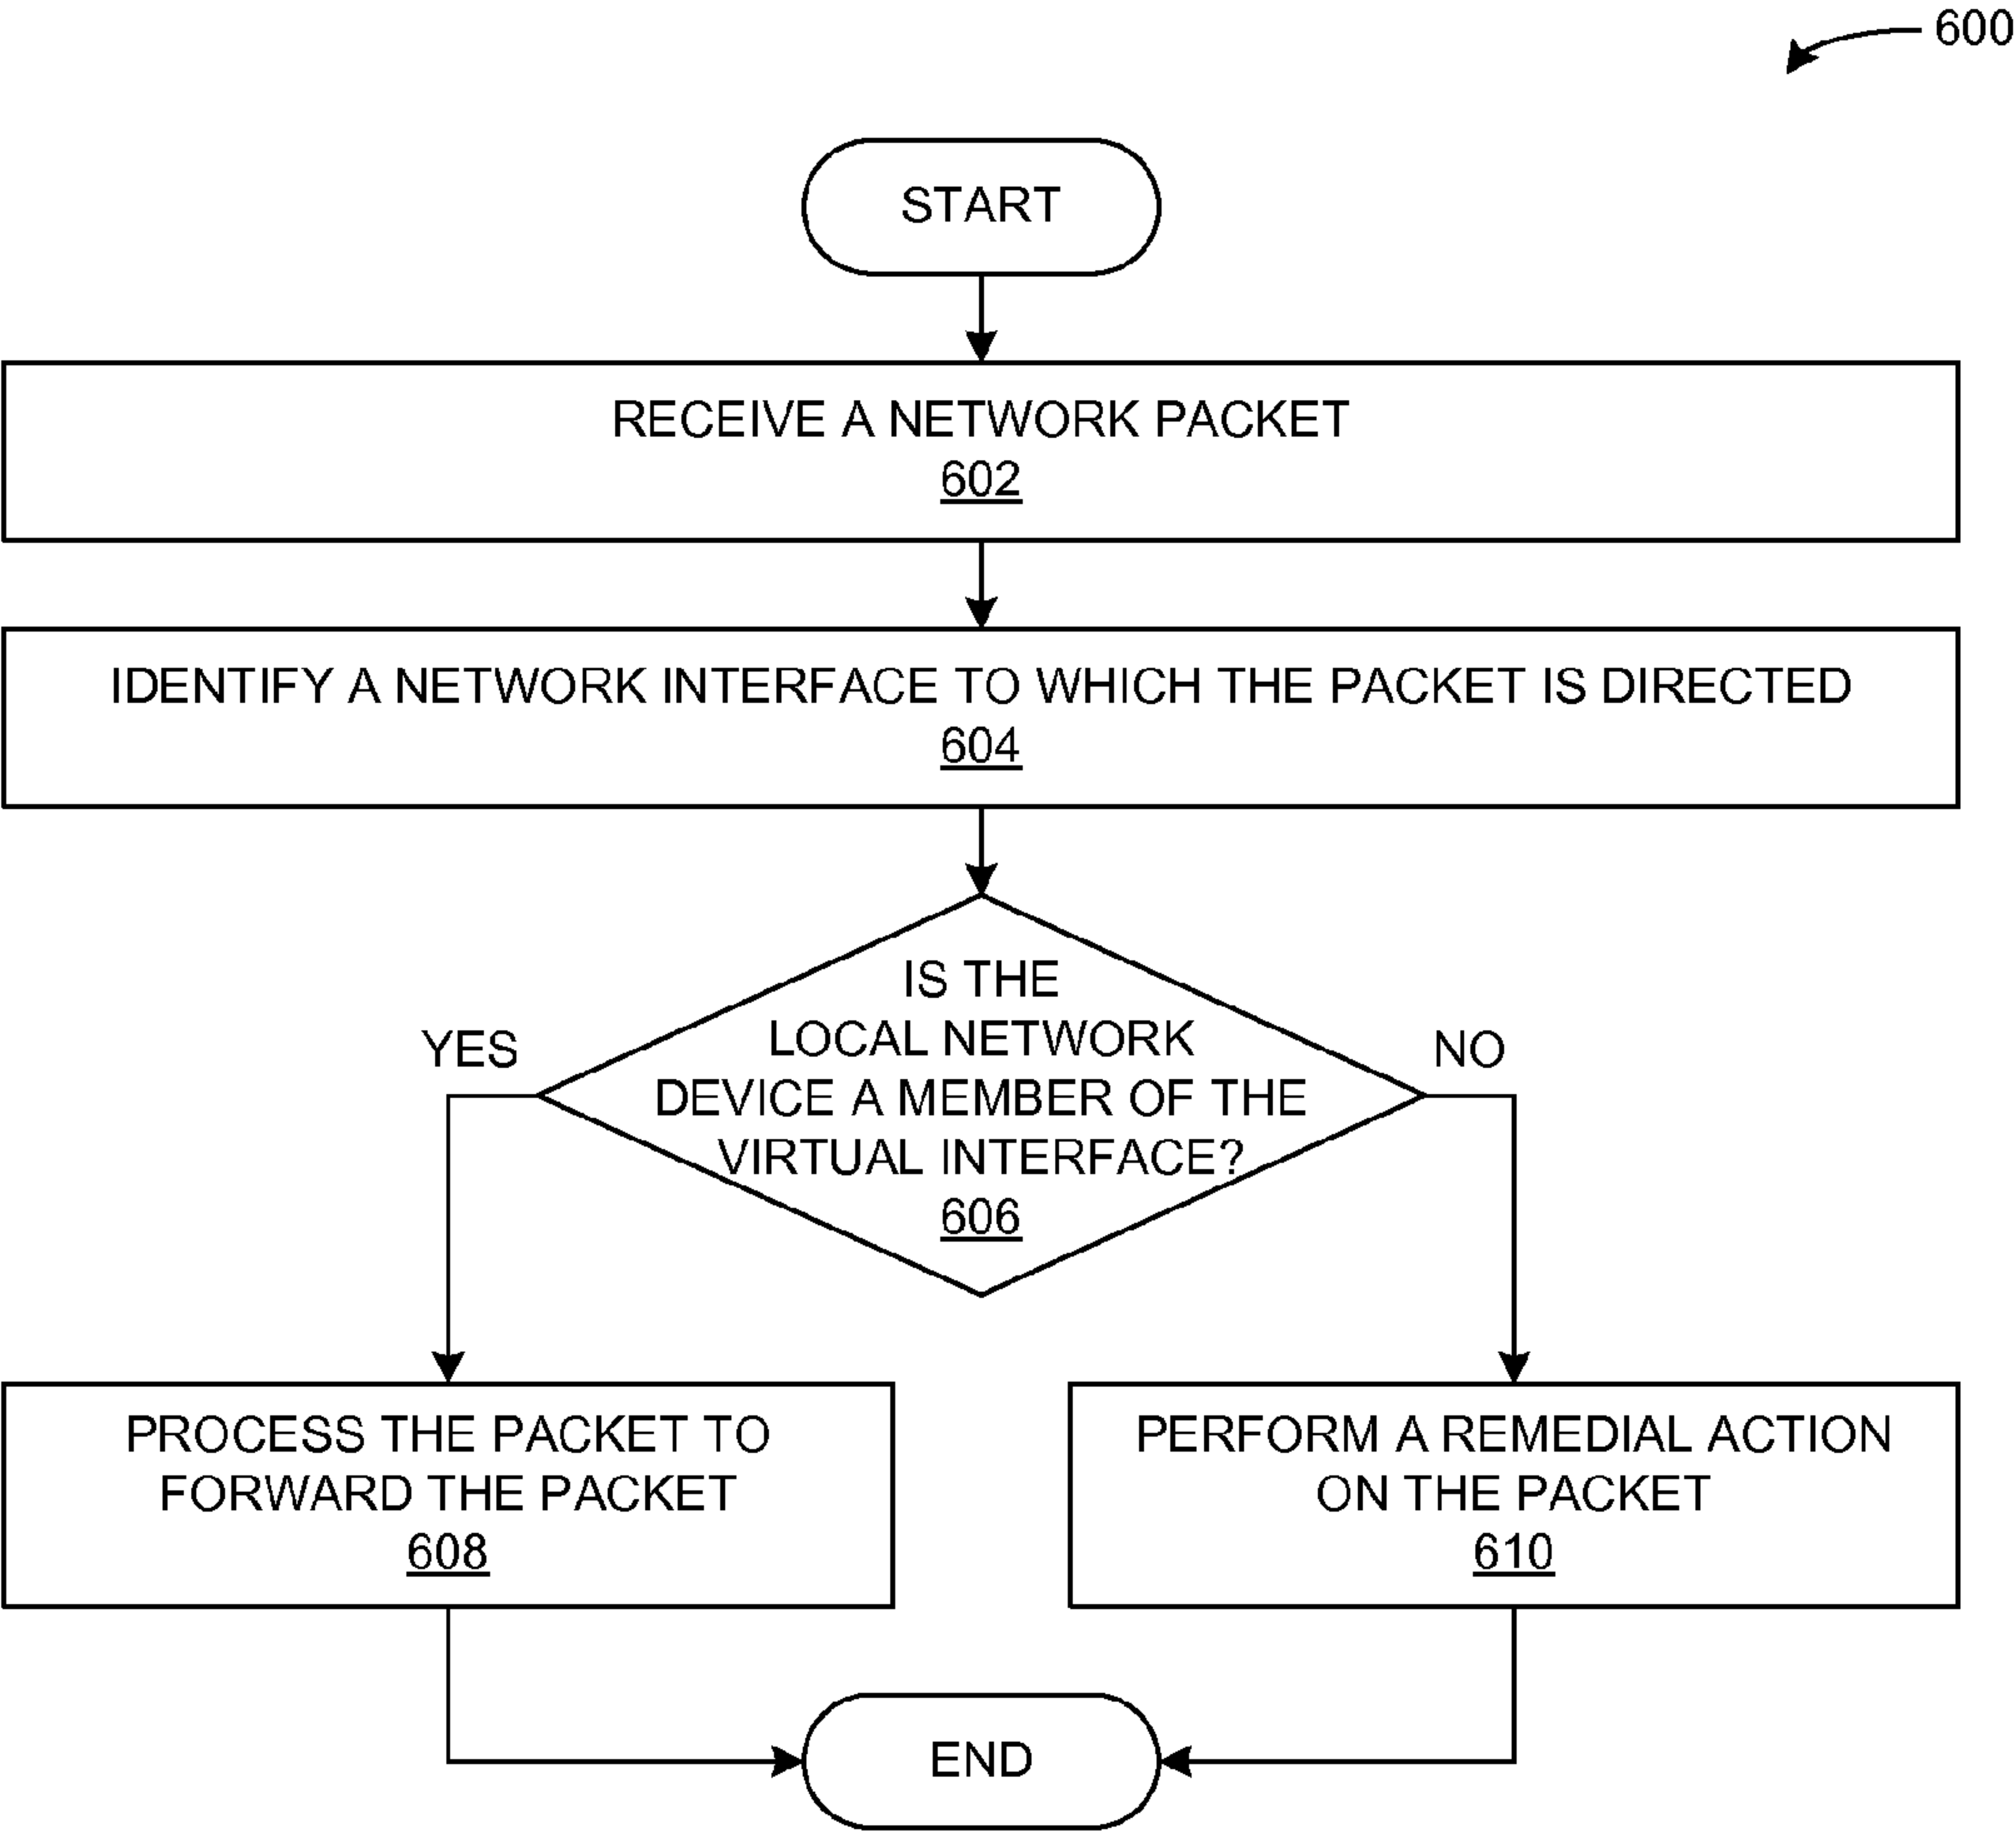 600
START
RECEIVE A NETWORK PACKET
602
IDENTIFY A NETWORK INTERFACE TO WHICH THE PACKET IS DIRECTED
604
IS THE
LOCAL NETWORK
DEVICE A MEMBER OF THE
VIRTUAL INTERFACE?
606
YES
NO
PROCESS THE PACKET TO
FORWARD THE PACKET
608
PERFORM A REMEDIAL ACTION
ON THE PACKET
610
END